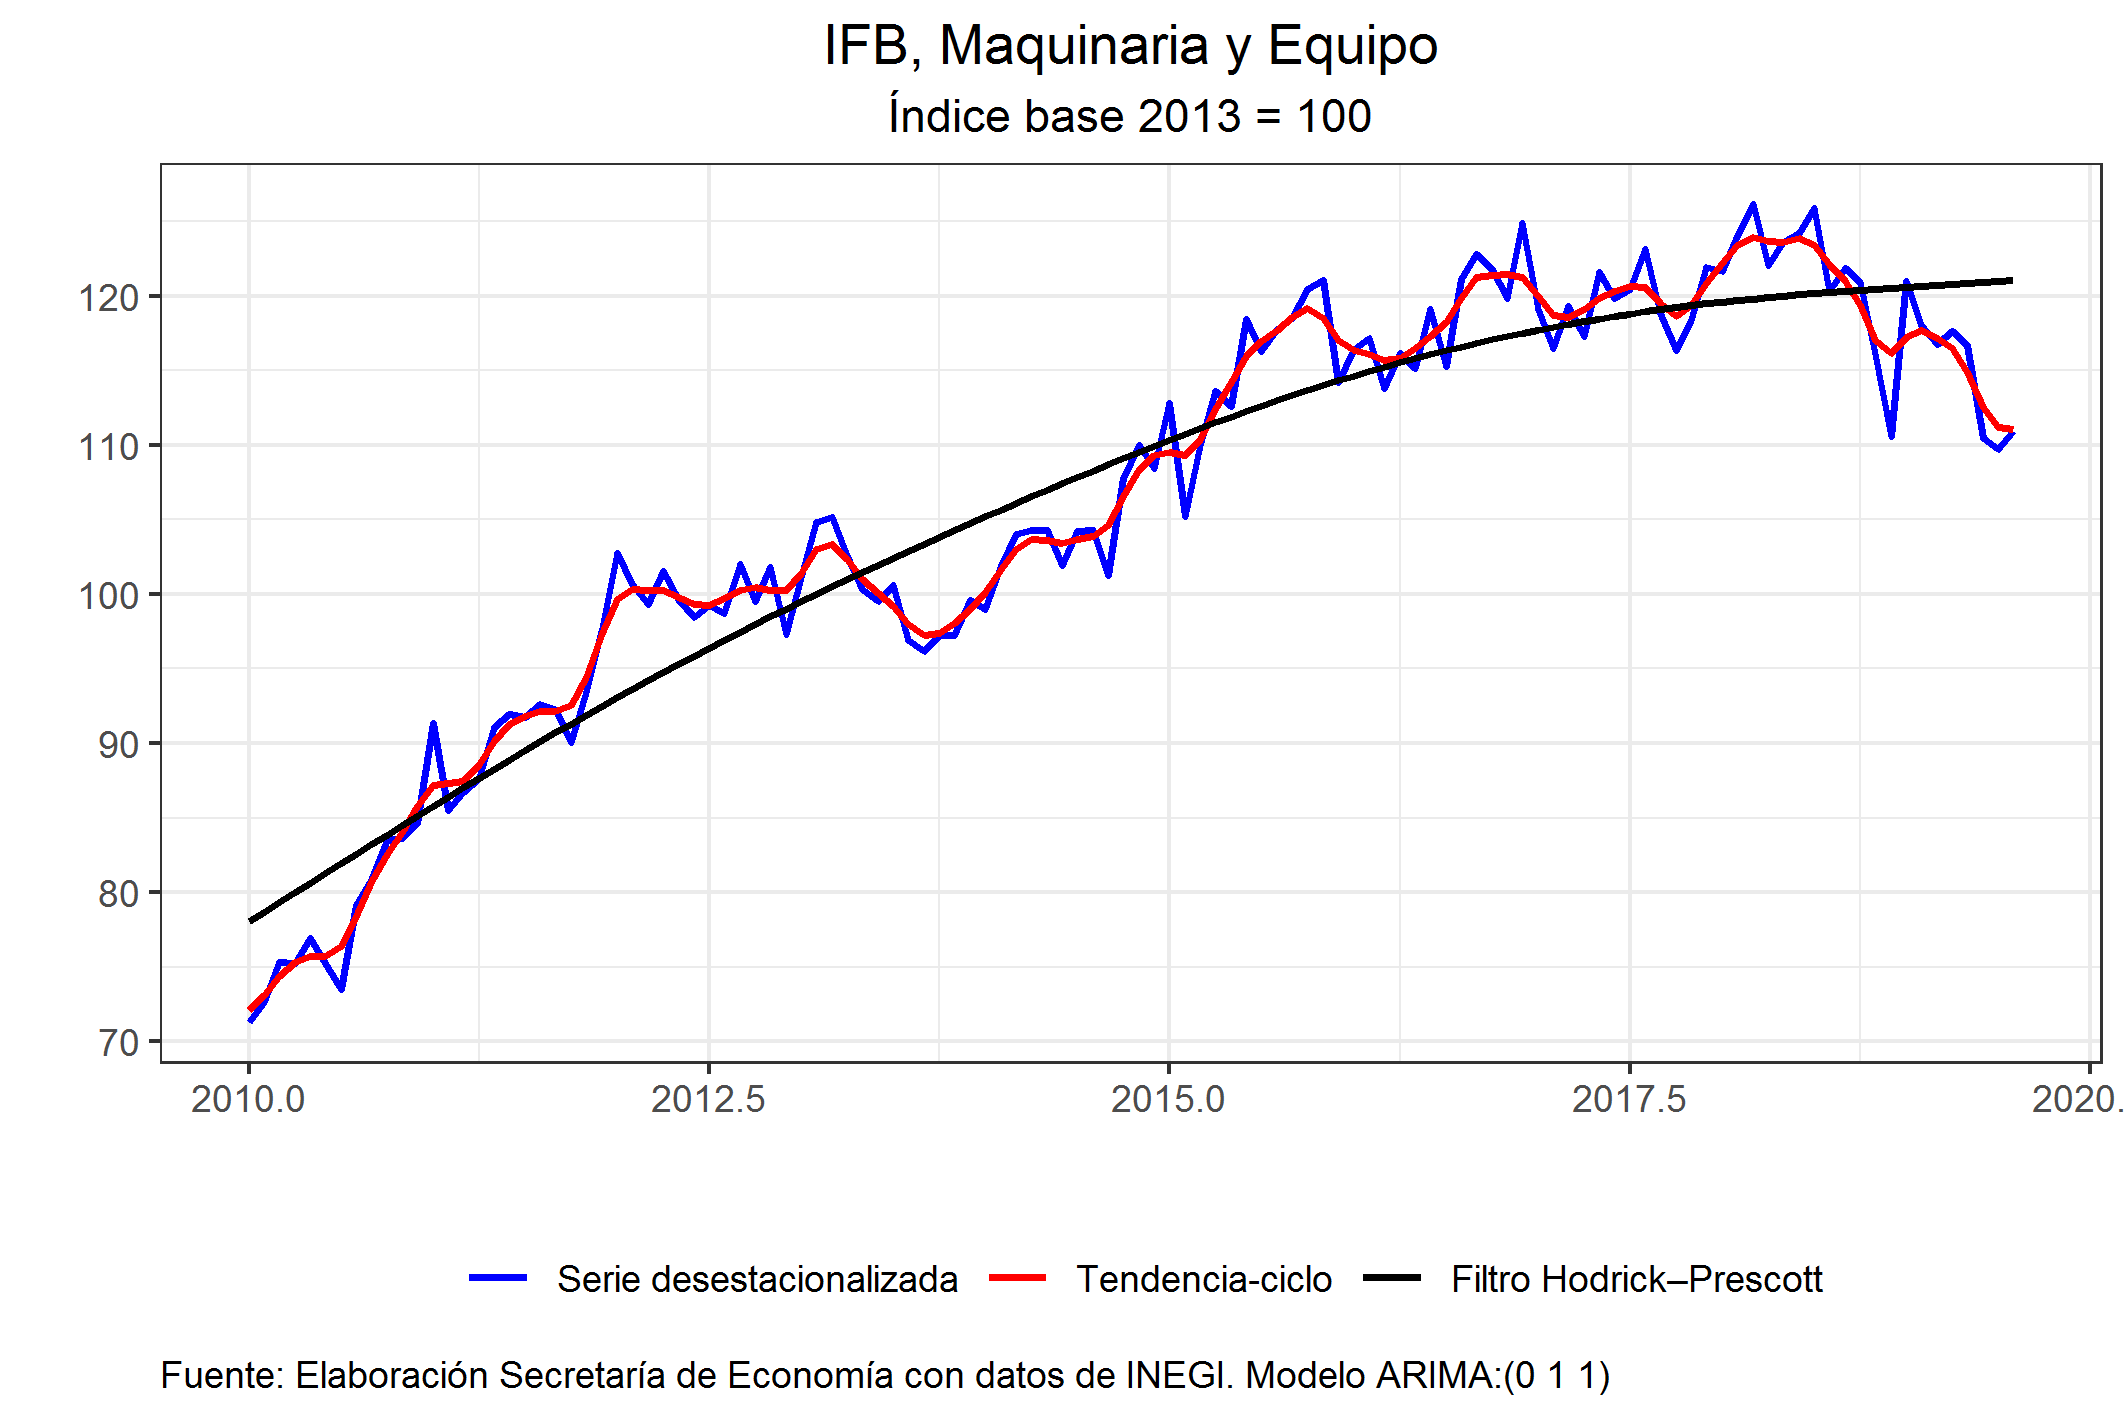 IFB, Maquinaria y Equipo
Índice base 2013 = 100
120
110
100
90
80
70
2010.0 2012.5 2015.0 2017.5 2020.
Serie desestacionalizada Tendencia-ciclo Filtro Hodrick–Prescott
Fuente: Elaboración Secretaría de Economía con datos de INEGI. Modelo ARIMA:(0 1 1)